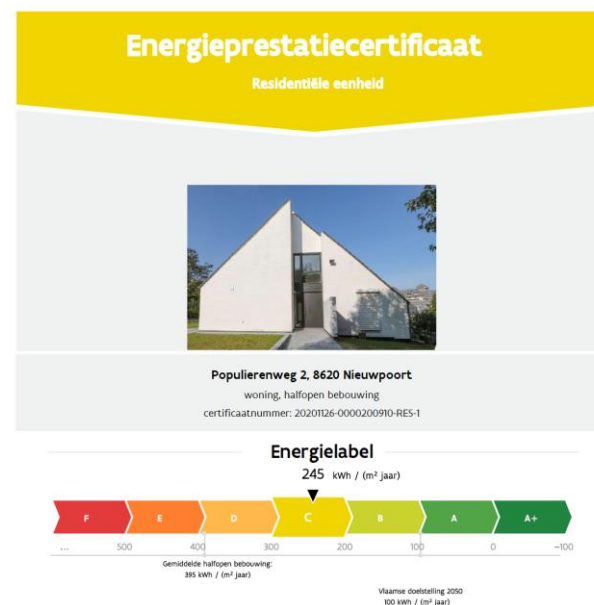 Energieprestatiecertificaat
Residentiële eenheid
Populierenweg 2, 8620 Nieuwpoort
woning, halfopen bebouwing
certificaatnummer: 20201126-0000200910-RES-1
Energielabel
245 kWh / (m² jaar)
F E D C B A A+
... 500 400 300 200 100 0 -100
Gemiddelde halfopen bebouwing:
395 kWh / (m² jaar)
Vlaamse doelstelling 2050
100 kWh / (m² jaar)